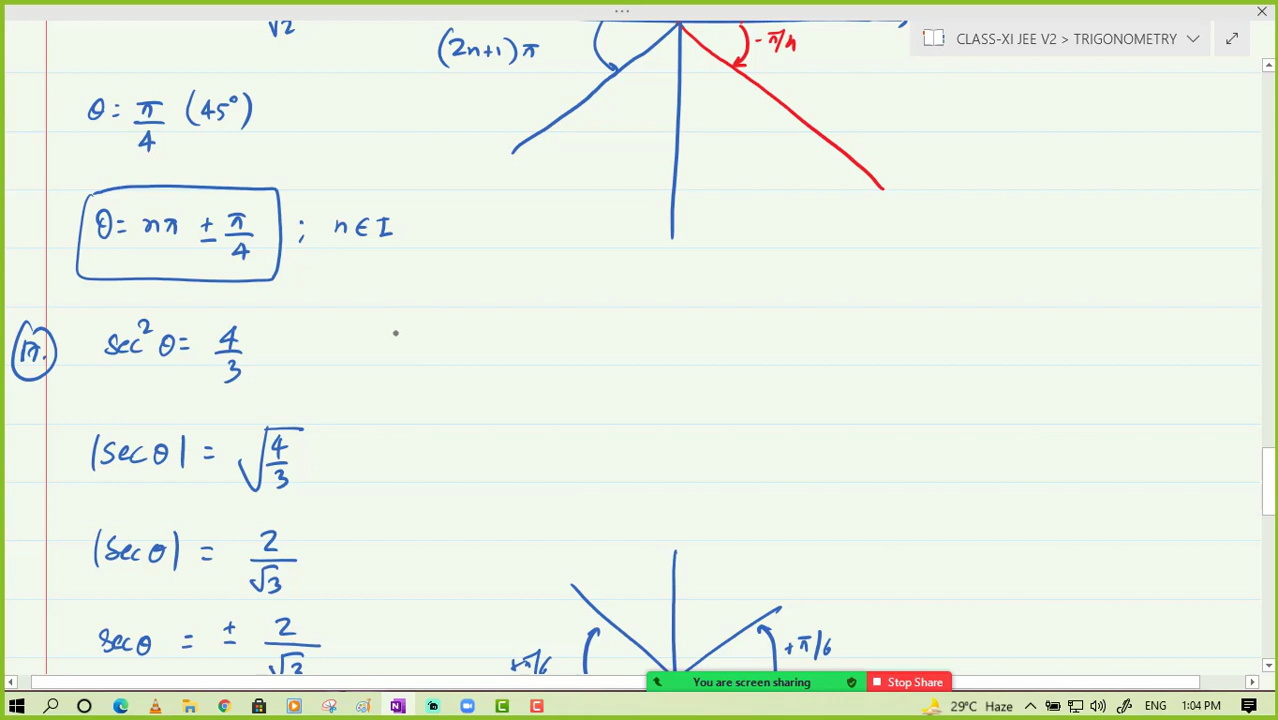 √2
(2n+1)π
-π/4
CLASS-XI JEE V2 > TRIGONOMETRY
θ = π/4 (45°)
θ = nπ ± π/4 ; n ∈ I
sec²θ = 4/3
|secθ| = √(4/3)
|secθ| = 2/√3
secθ = ± 2/√3
+π/6
+π/6
You are screen sharing
Stop Share
29°C Haze
ENG
1:04 PM